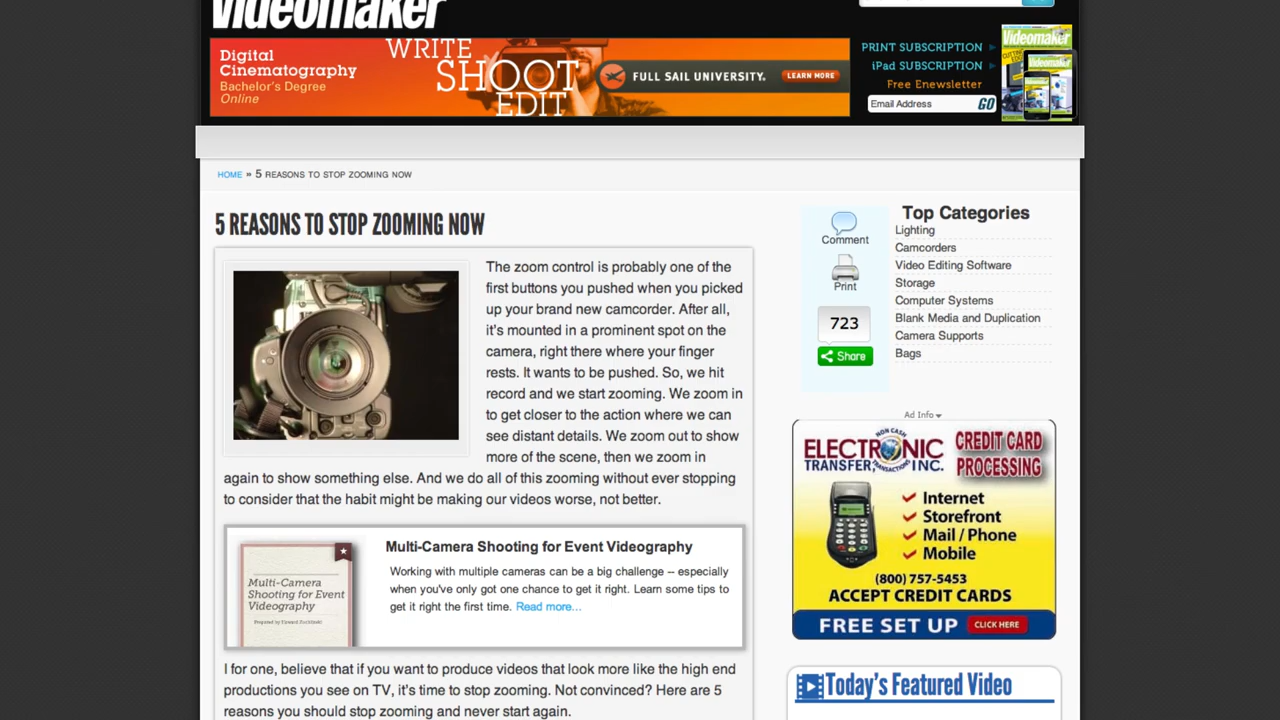 Videomaker
Digital
Cinematography
Bachelor's Degree
Online
WRITE
SHOOT
EDIT
FULL SAIL UNIVERSITY.
LEARN MORE
PRINT SUBSCRIPTION
iPad SUBSCRIPTION
Free Enewsletter
Email Address
GO
Videomaker
Videomaker
HOME » 5 REASONS TO STOP ZOOMING NOW
5 REASONS TO STOP ZOOMING NOW
The zoom control is probably one of the
first buttons you pushed when you picked
up your brand new camcorder. After all,
it's mounted in a prominent spot on the
camera, right there where your finger
rests. It wants to be pushed. So, we hit
record and we start zooming. We zoom in
to get closer to the action where we can
see distant details. We zoom out to show
more of the scene, then we zoom in
again to show something else. And we do all of this zooming without ever stopping
to consider that the habit might be making our videos worse, not better.
Multi-Camera
Shooting for Event
Videography
Multi-Camera Shooting for Event Videography
Working with multiple cameras can be a big challenge -- especially
when you've only got one chance to get it right. Learn some tips to
get it right the first time. Read more...
I for one, believe that if you want to produce videos that look more like the high end
productions you see on TV, it's time to stop zooming. Not convinced? Here are 5
reasons you should stop zooming and never start again.
Comment
Print
723
Share
Top Categories
Lighting
Camcorders
Video Editing Software
Storage
Computer Systems
Blank Media and Duplication
Camera Supports
Bags
Ad Info
NON CASH
TRANSACTIONS
ELECTRONIC
TRANSFER, INC.
CREDIT CARD
PROCESSING
Internet
Storefront
Mail / Phone
Mobile
(800) 757-5453
ACCEPT CREDIT CARDS
FREE SET UP
CLICK HERE
Today's Featured Video